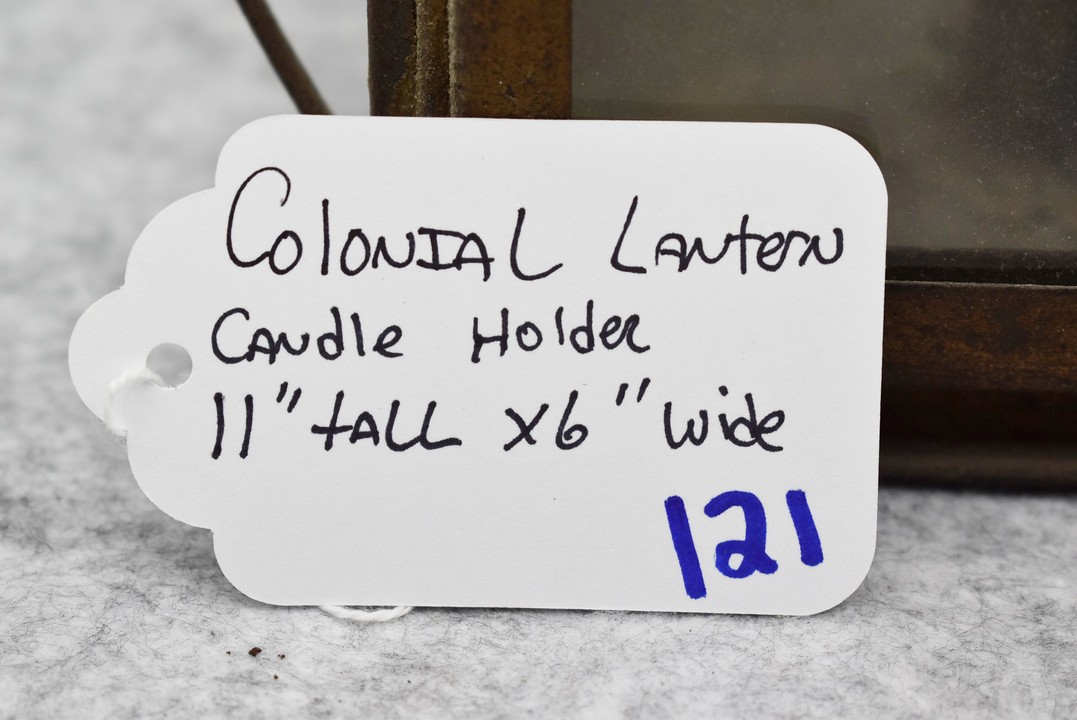 Colonial Lantern
Candle Holder
11" tall x6" wide
121